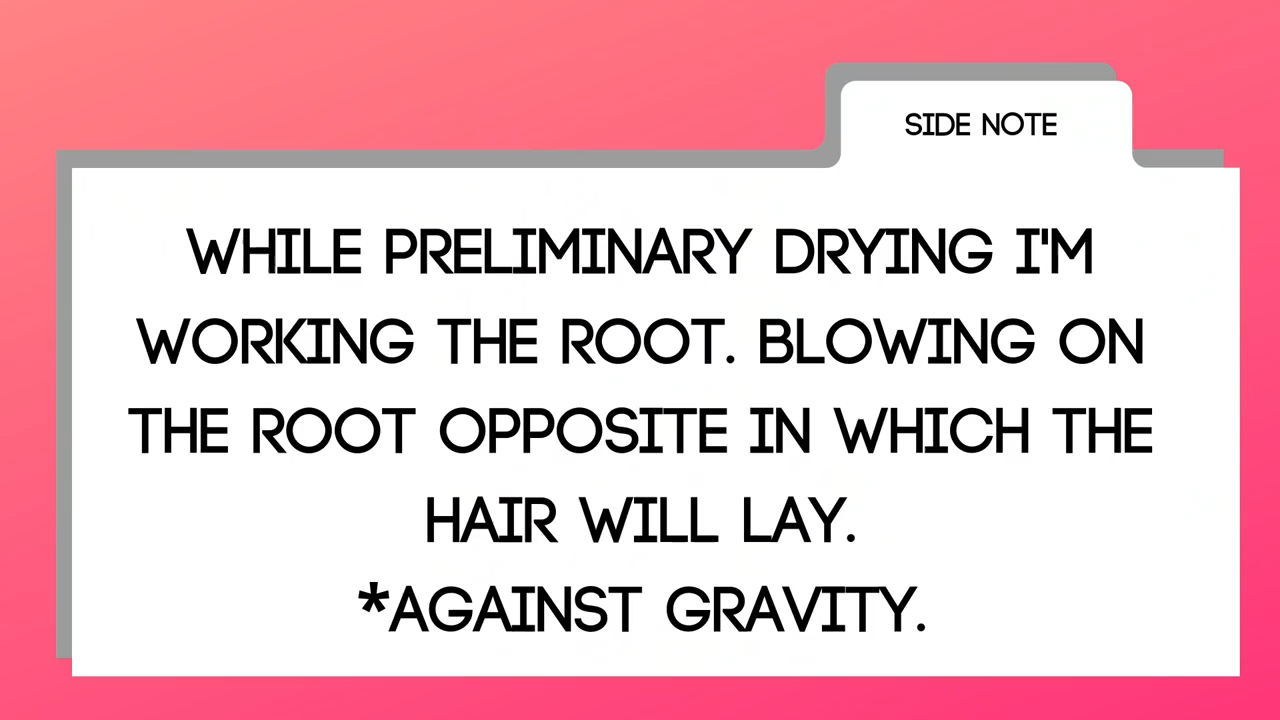 SIDE NOTE
WHILE PRELIMINARY DRYING I'M
WORKING THE ROOT. BLOWING ON
THE ROOT OPPOSITE IN WHICH THE
HAIR WILL LAY.
*AGAINST GRAVITY.